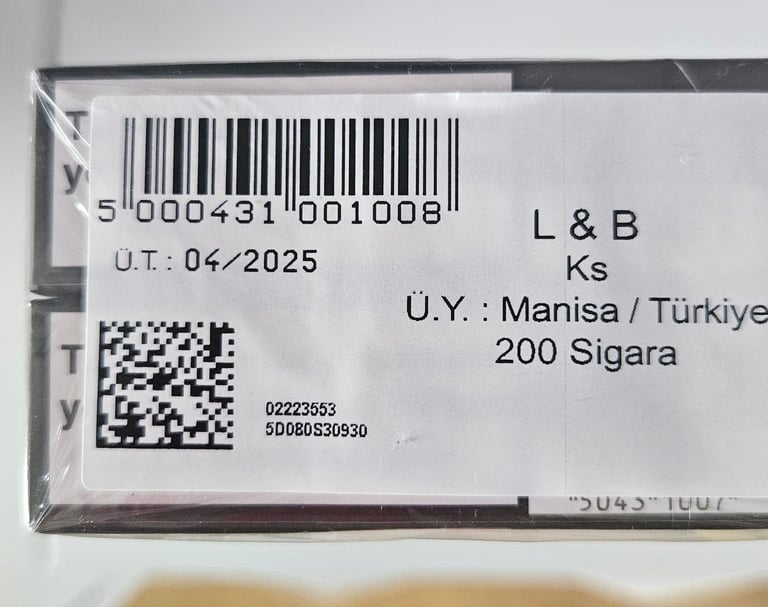 5 000431 001008
Ü.T. : 04/2025
L & B
Ks
Ü.Y. : Manisa / Türkiye
200 Sigara
02223553
5D080S30930
T
y
T
y
"5043"1007"